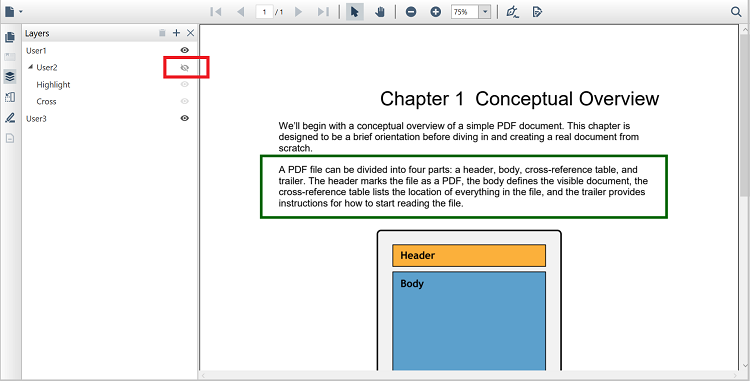 1 / 1
75%
Layers
User1
User2
Highlight
Cross
User3
Chapter 1 Conceptual Overview
We'll begin with a conceptual overview of a simple PDF document. This chapter is
designed to be a brief orientation before diving in and creating a real document from
scratch.
A PDF file can be divided into four parts: a header, body, cross-reference table, and
trailer. The header marks the file as a PDF, the body defines the visible document, the
cross-reference table lists the location of everything in the file, and the trailer provides
instructions for how to start reading the file.
Header
Body